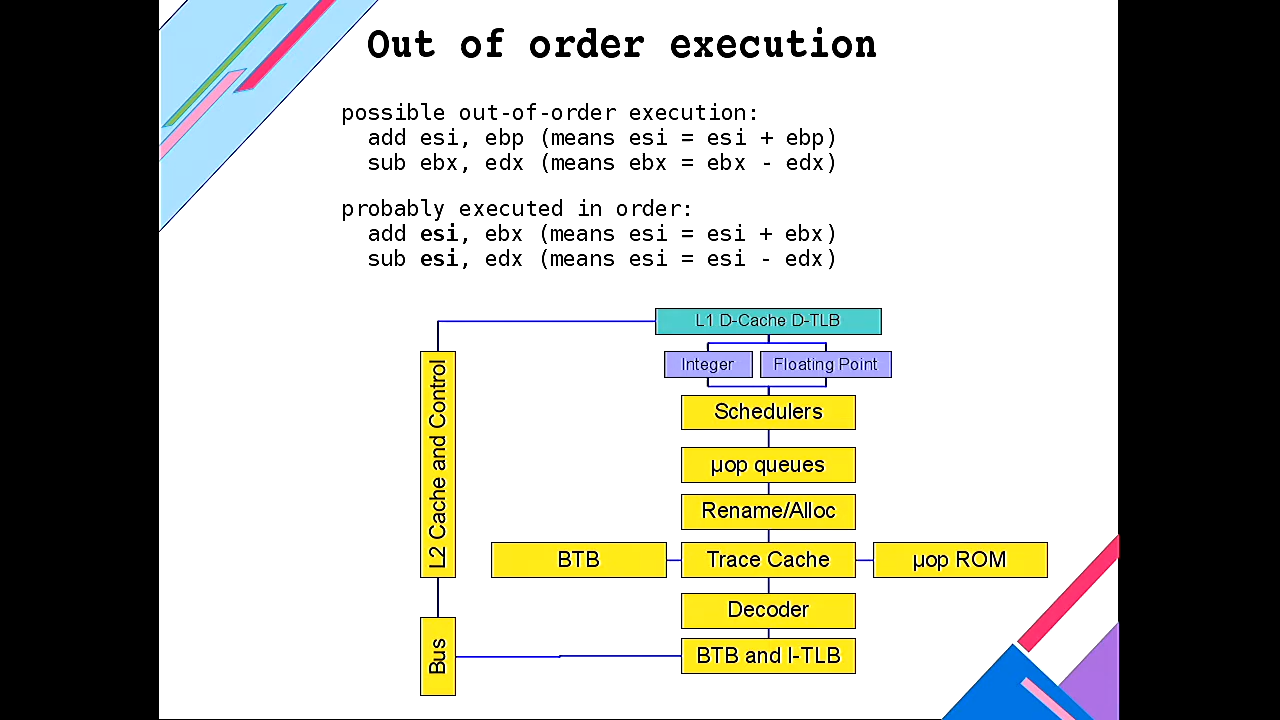 Out of order execution
possible out-of-order execution:
add esi, ebp (means esi = esi + ebp)
sub ebx, edx (means ebx = ebx - edx)
probably executed in order:
add esi, ebx (means esi = esi + ebx)
sub esi, edx (means esi = esi - edx)
L1 D-Cache D-TLB
Integer
Floating Point
L2 Cache and Control
Schedulers
µop queues
Rename/Alloc
BTB
Trace Cache
µop ROM
Decoder
Bus
BTB and I-TLB